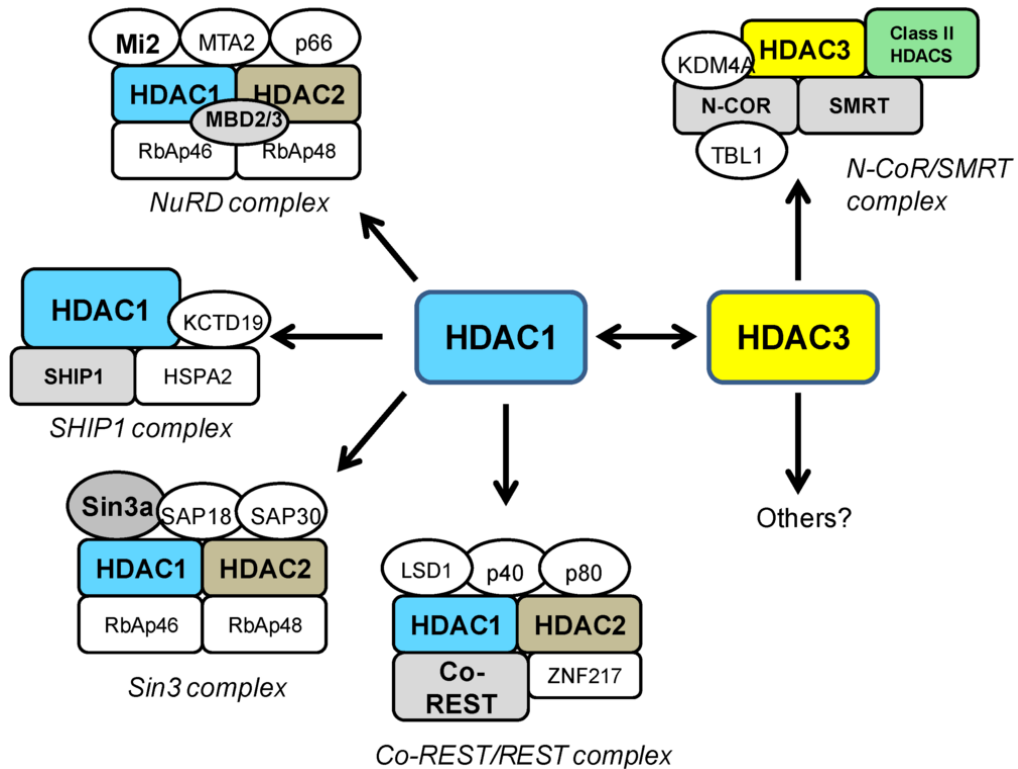 Mi2
MTA2
p66
HDAC1
HDAC2
MBD2/3
RbAp46
RbAp48
NuRD complex
KDM4A
HDAC3
Class II
HDACS
N-COR
SMRT
TBL1
N-CoR/SMRT
complex
HDAC1
KCTD19
SHIP1
HSPA2
SHIP1 complex
HDAC1
HDAC3
Sin3a
SAP18
SAP30
HDAC1
HDAC2
RbAp46
RbAp48
Sin3 complex
LSD1
p40
p80
HDAC1
HDAC2
Co-
REST
ZNF217
Co-REST/REST complex
Others?